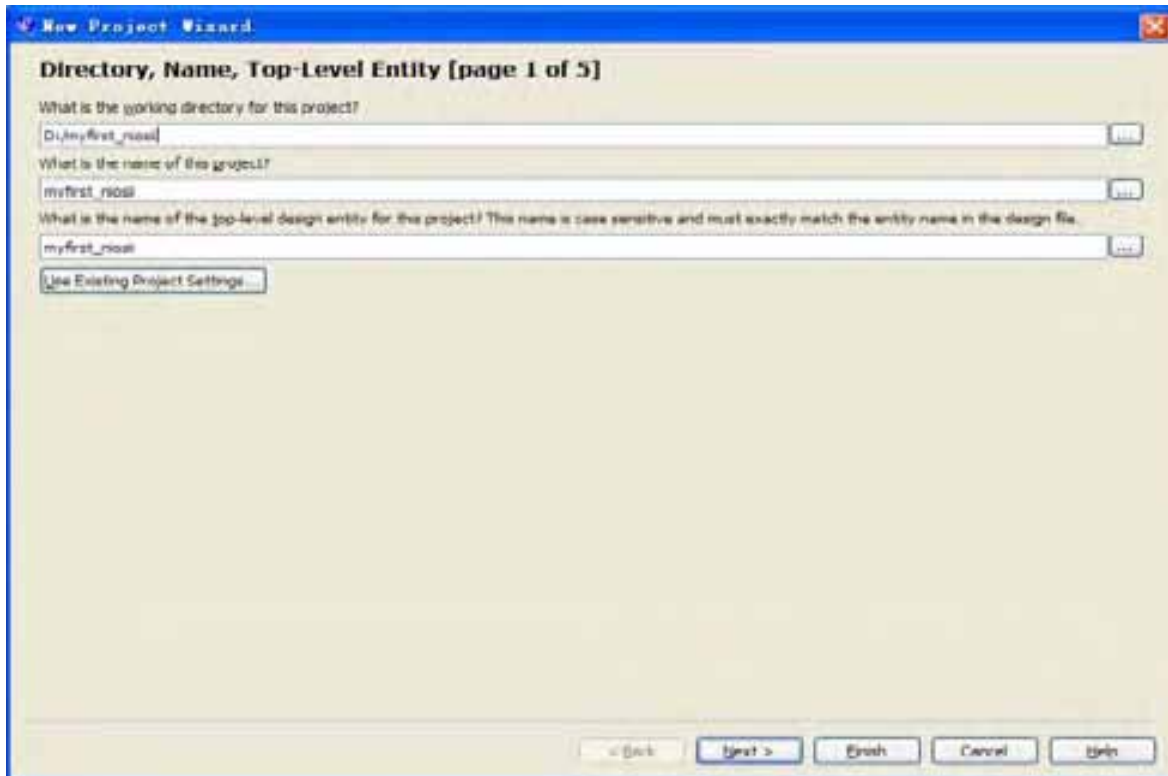 New Project Wizard
Directory, Name, Top-Level Entity [page 1 of 5]
What is the working directory for this project?
D:/myfirst_niosii
...
What is the name of this project?
myfirst_niosii
...
What is the name of the top-level design entity for this project? This name is case sensitive and must exactly match the entity name in the design file.
myfirst_niosii
...
Use Existing Project Settings...
< Back
Next >
Finish
Cancel
Help